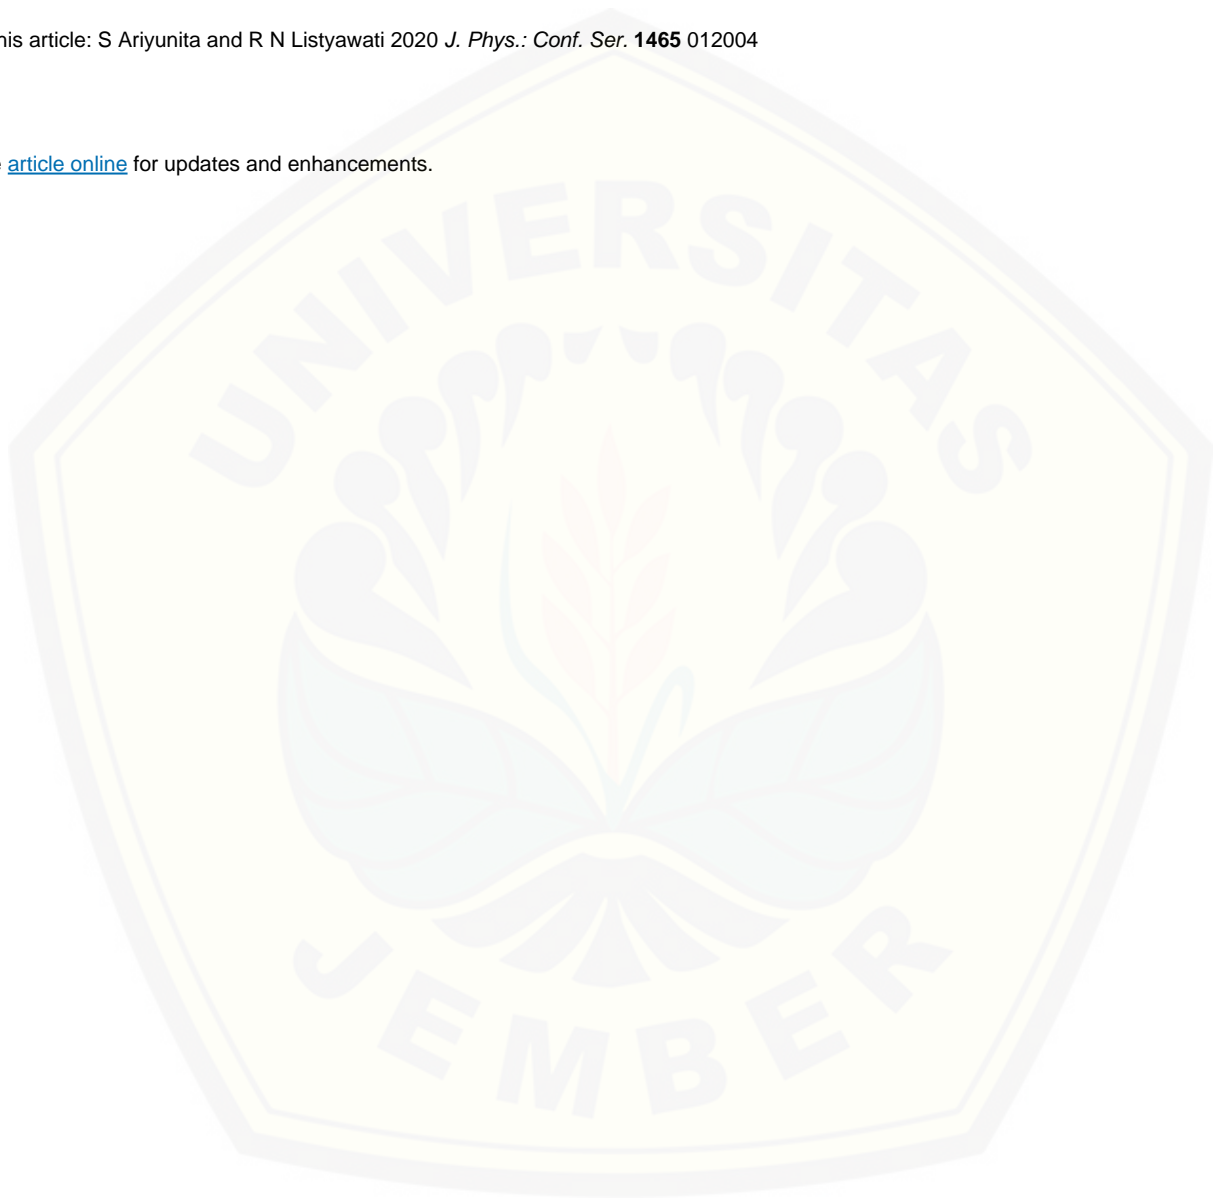 his article: S Ariyunita and R N Listyawati 2020 J. Phys.: Conf. Ser. 1465 012004
article online for updates and enhancements.
UNIVERSITAS
JEMBER